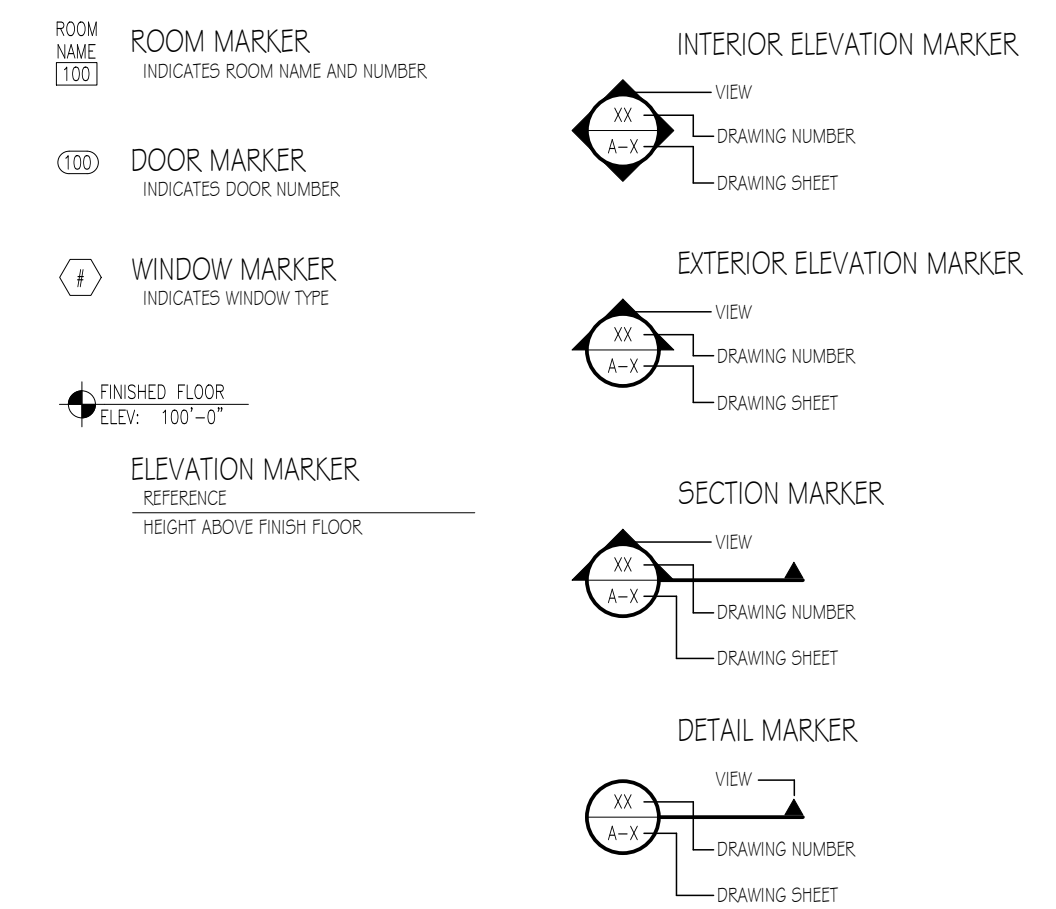 ROOM
NAME
100
ROOM MARKER
INDICATES ROOM NAME AND NUMBER
100
DOOR MARKER
INDICATES DOOR NUMBER
#
WINDOW MARKER
INDICATES WINDOW TYPE
FINISHED FLOOR
ELEV: 100'-0"
ELEVATION MARKER
REFERENCE
HEIGHT ABOVE FINISH FLOOR
INTERIOR ELEVATION MARKER
VIEW
XX
DRAWING NUMBER
A-X
DRAWING SHEET
EXTERIOR ELEVATION MARKER
VIEW
XX
DRAWING NUMBER
A-X
DRAWING SHEET
SECTION MARKER
VIEW
XX
A-X
DRAWING NUMBER
DRAWING SHEET
DETAIL MARKER
VIEW
XX
A-X
DRAWING NUMBER
DRAWING SHEET